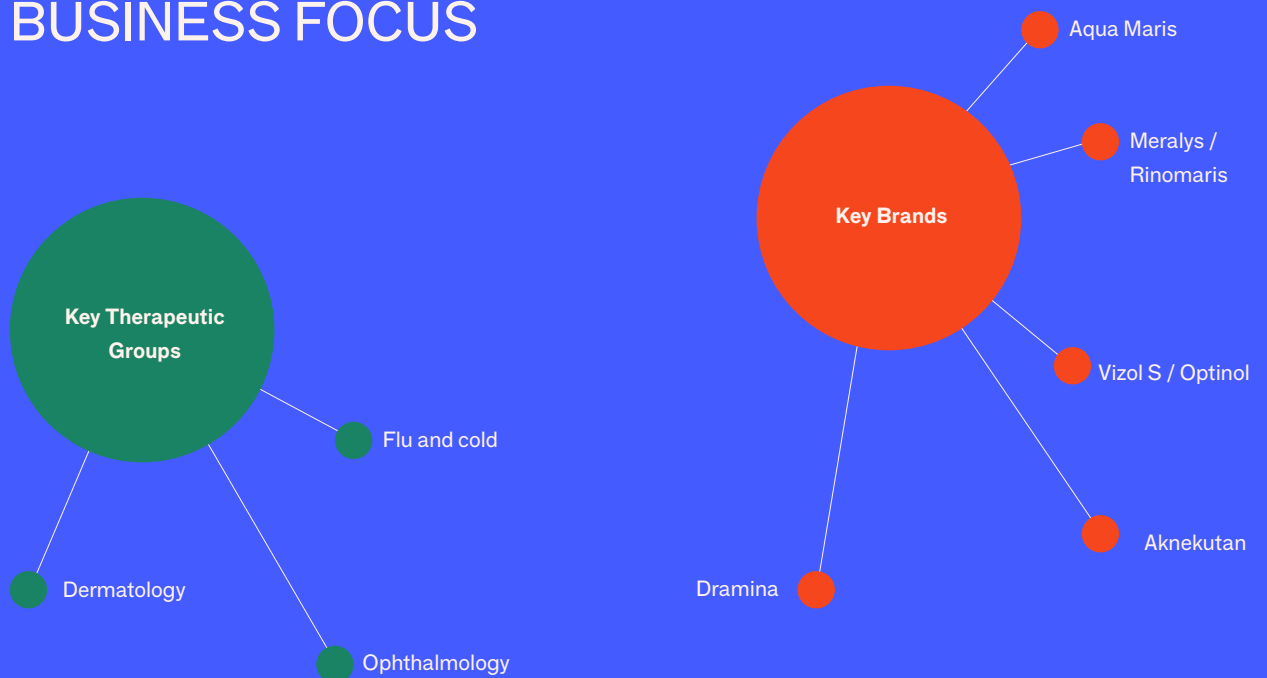 BUSINESS FOCUS
Key Therapeutic
Groups
Flu and cold
Dermatology
Ophthalmology
Key Brands
Aqua Maris
Meralys /
Rinomaris
Vizol S / Optinol
Aknekutan
Dramina